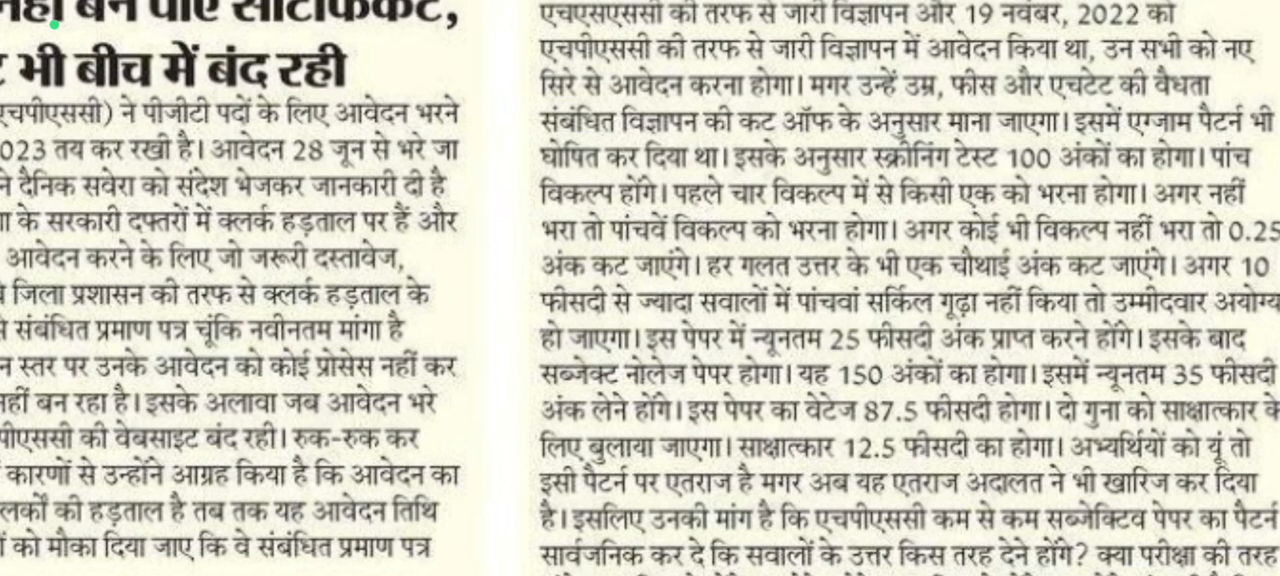 नहीं बन पाए सर्टिफिकेट,
भी बीच में बंद रही
एचपीएससी) ने पीजीटी पदों के लिए आवेदन भरने
023 तय कर रखी है। आवेदन 28 जून से भरे जा
ने दैनिक सवेरा को संदेश भेजकर जानकारी दी है
के सरकारी दफ्तरों में क्लर्क हड़ताल पर हैं और
आवेदन करने के लिए जो जरूरी दस्तावेज,
जिला प्रशासन की तरफ से क्लर्क हड़ताल के
संबंधित प्रमाण पत्र चूंकि नवीनतम मांगा है
न स्तर पर उनके आवेदन को कोई प्रोसेस नहीं कर
नहीं बन रहा है। इसके अलावा जब आवेदन भरे
पीएससी की वेबसाइट बंद रही। रुक-रुक कर
कारणों से उन्होंने आग्रह किया है कि आवेदन का
लर्कों की हड़ताल है तब तक यह आवेदन तिथि
को मौका दिया जाए कि वे संबंधित प्रमाण पत्र
एचएसएससी की तरफ से जारी विज्ञापन और 19 नवंबर, 2022 को
एचपीएससी की तरफ से जारी विज्ञापन में आवेदन किया था, उन सभी को नए
सिरे से आवेदन करना होगा। मगर उन्हें उम्र, फीस और एचटेट की वैधता
संबंधित विज्ञापन की कट ऑफ के अनुसार माना जाएगा। इसमें एग्जाम पैटर्न भी
घोषित कर दिया था। इसके अनुसार स्क्रीनिंग टेस्ट 100 अंकों का होगा। पांच
विकल्प होंगे। पहले चार विकल्प में से किसी एक को भरना होगा। अगर नहीं
भरा तो पांचवें विकल्प को भरना होगा। अगर कोई भी विकल्प नहीं भरा तो 0.25
अंक कट जाएंगे। हर गलत उत्तर के भी एक चौथाई अंक कट जाएंगे। अगर 10
फीसदी से ज्यादा सवालों में पांचवां सर्किल गूढ़ा नहीं किया तो उम्मीदवार अयोग्य
हो जाएगा। इस पेपर में न्यूनतम 25 फीसदी अंक प्राप्त करने होंगे। इसके बाद
सब्जेक्ट नोलेज पेपर होगा। यह 150 अंकों का होगा। इसमें न्यूनतम 35 फीसदी
अंक लेने होंगे। इस पेपर का वेटेज 87.5 फीसदी होगा। दो गुना को साक्षात्कार के
लिए बुलाया जाएगा। साक्षात्कार 12.5 फीसदी का होगा। अभ्यर्थियों को यूं तो
इसी पैटर्न पर एतराज है मगर अब यह एतराज अदालत ने भी खारिज कर दिया
है। इसलिए उनकी मांग है कि एचपीएससी कम से कम सब्जेक्टिव पेपर का पैटर्न
सार्वजनिक कर दे कि सवालों के उत्तर किस तरह देने होंगे? क्या परीक्षा की तरह